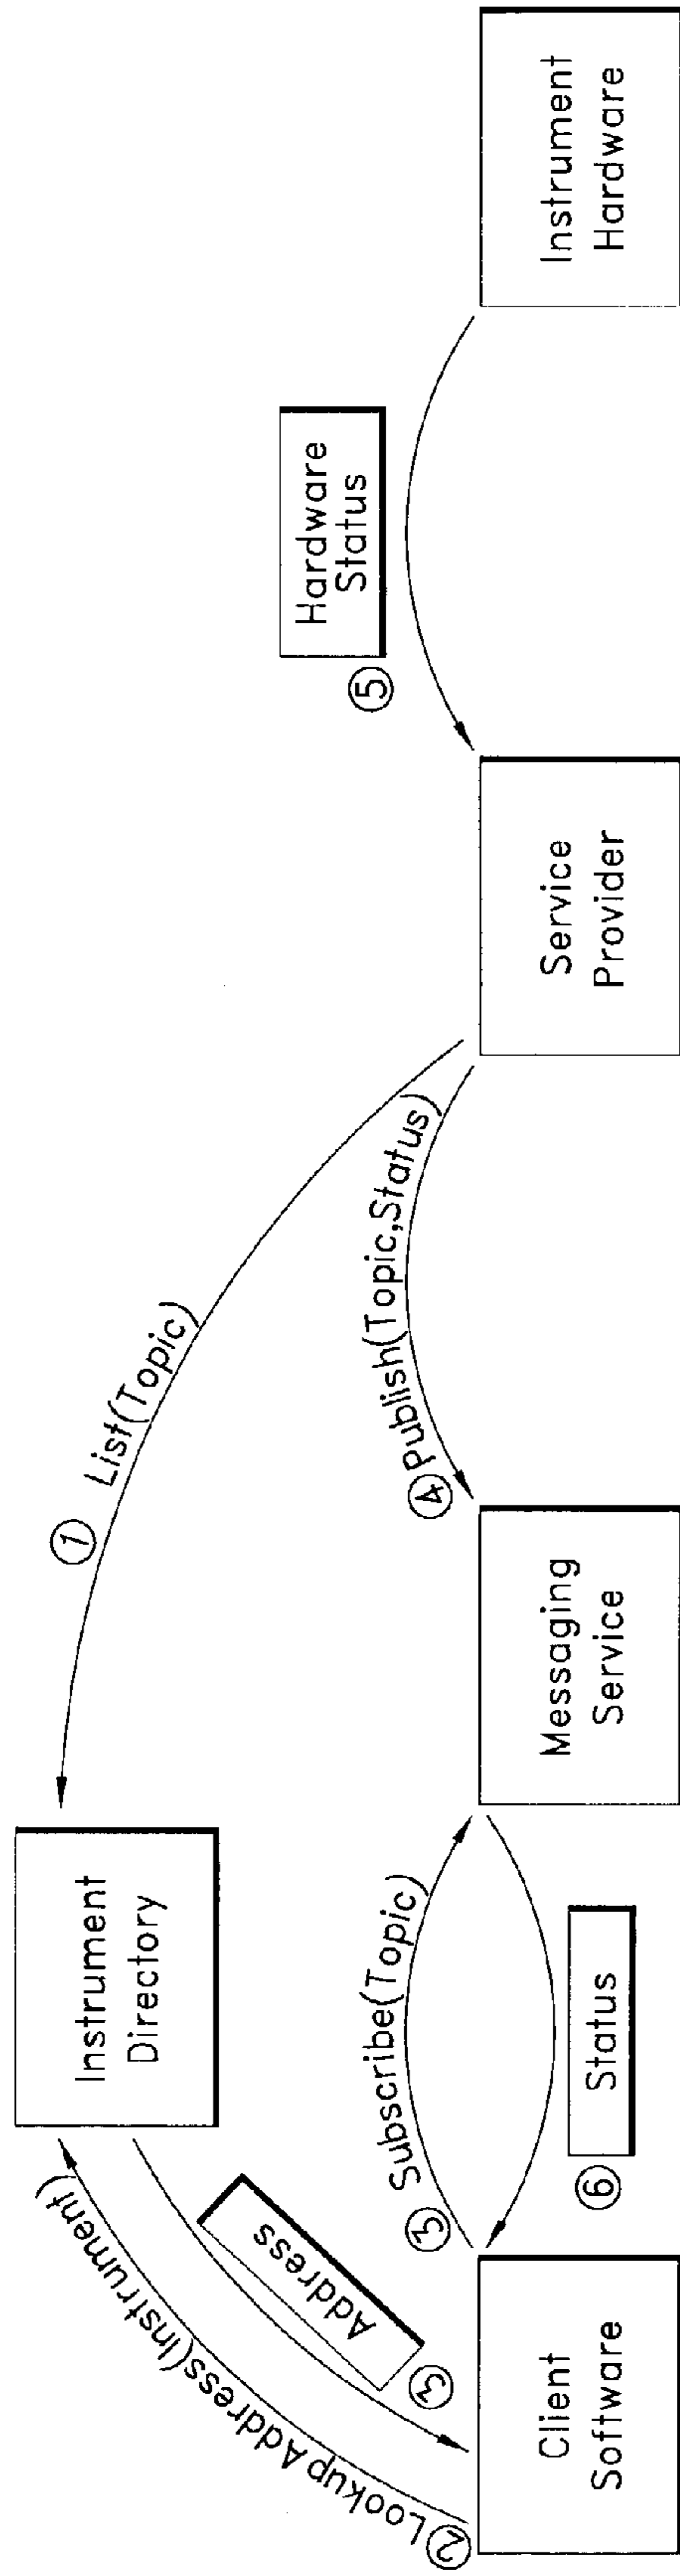 Instrument
Directory
① List(Topic)
② LookupAddress(Instrument)
Address
③
③ Subscribe(Topic)
④ Publish(Topic,Status)
Hardware
Status
⑤
Client
Software
Messaging
Service
Service
Provider
Instrument
Hardware
⑥ Status